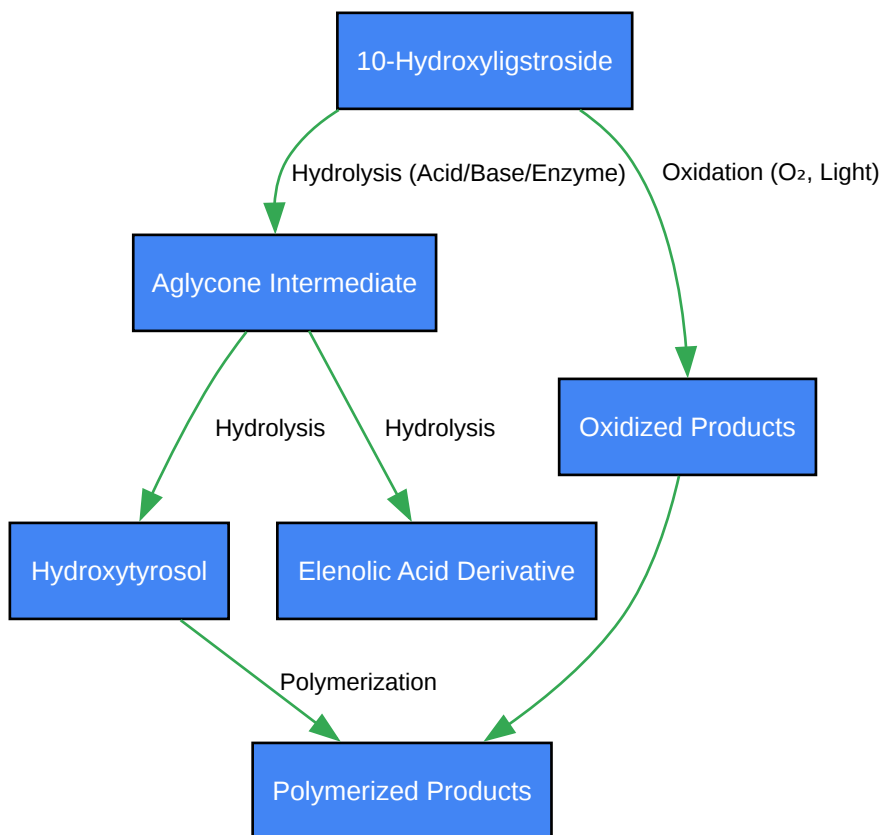 10-Hydroxyligstroside
Hydrolysis (Acid/Base/Enzyme)
Oxidation (O₂, Light)
Aglycone Intermediate
Hydrolysis
Hydrolysis
Oxidized Products
Hydroxytyrosol
Elenolic Acid Derivative
Polymerization
Polymerized Products